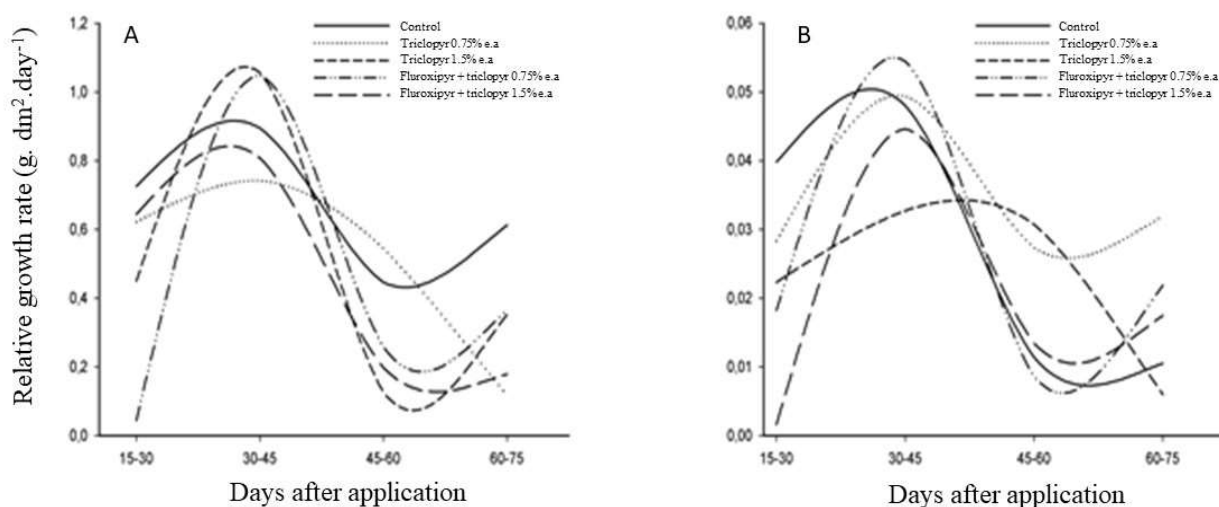 A
Control
Triclopyr 0.75% e.a
Triclopyr 1.5% e.a
Fluroxipyr + triclopyr 0.75% e.a
Fluroxipyr + triclopyr 1.5% e.a
Relative growth rate (g. dm².day⁻¹)
1,2
1,0
0,8
0,6
0,4
0,2
0,0
15-30 30-45 45-60 60-75
Days after application
B
Control
Triclopyr 0.75% e.a
Triclopyr 1.5% e.a
Fluroxipyr + triclopyr 0.75% e.a
Fluroxipyr + triclopyr 1.5% e.a
0,06
0,05
0,04
0,03
0,02
0,01
0,00
15-30 30-45 45-60 60-75
Days after application